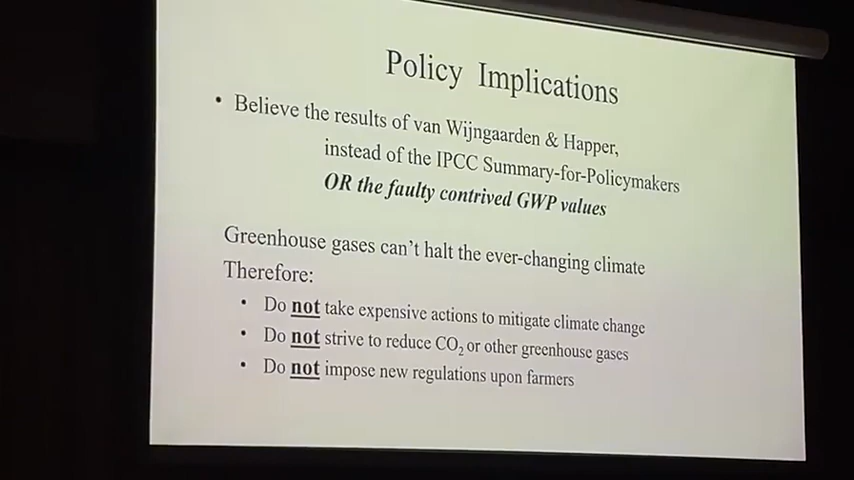 Policy Implications
• Believe the results of van Wijngaarden & Happer,
instead of the IPCC Summary-for-Policymakers
OR the faulty contrived GWP values
Greenhouse gases can't halt the ever-changing climate
Therefore:
• Do not take expensive actions to mitigate climate change
• Do not strive to reduce CO₂ or other greenhouse gases
• Do not impose new regulations upon farmers